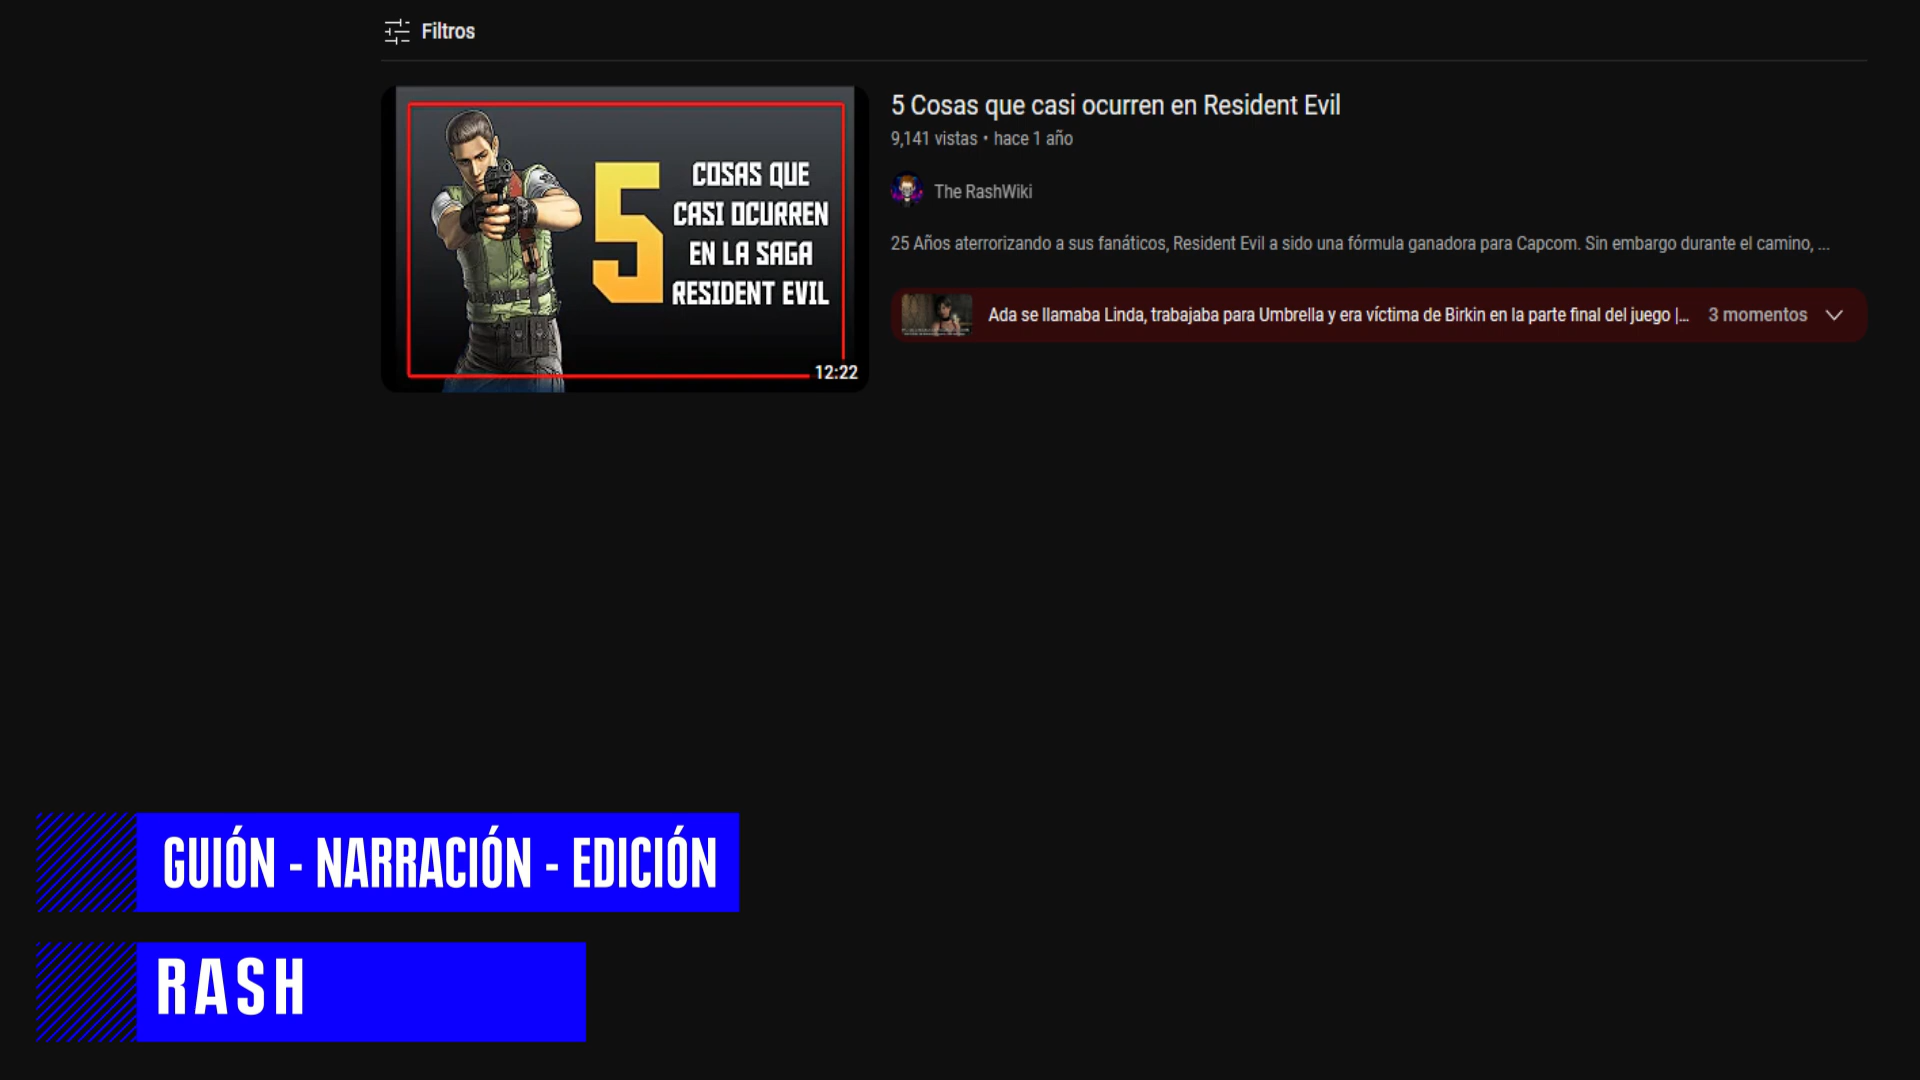 Filtros
5
COSAS QUE
CASI OCURREN
EN LA SAGA
RESIDENT EVIL
12:22
5 Cosas que casi ocurren en Resident Evil
9,141 vistas • hace 1 año
The RashWiki
25 Años aterrorizando a sus fanáticos, Resident Evil a sido una fórmula ganadora para Capcom. Sin embargo durante el camino, ...
Ada se llamaba Linda, trabajaba para Umbrella y era víctima de Birkin en la parte final del juego |... 3 momentos
GUIÓN - NARRACIÓN - EDICIÓN
RASH